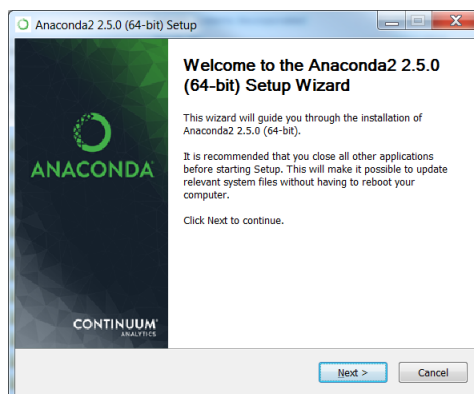 Anaconda2 2.5.0 (64-bit) Setup
Welcome to the Anaconda2 2.5.0
(64-bit) Setup Wizard
This wizard will guide you through the installation of
Anaconda2 2.5.0 (64-bit).
It is recommended that you close all other applications
before starting Setup. This will make it possible to update
relevant system files without having to reboot your
computer.
Click Next to continue.
ANACONDA
CONTINUUM
ANALYTICS
Next >
Cancel